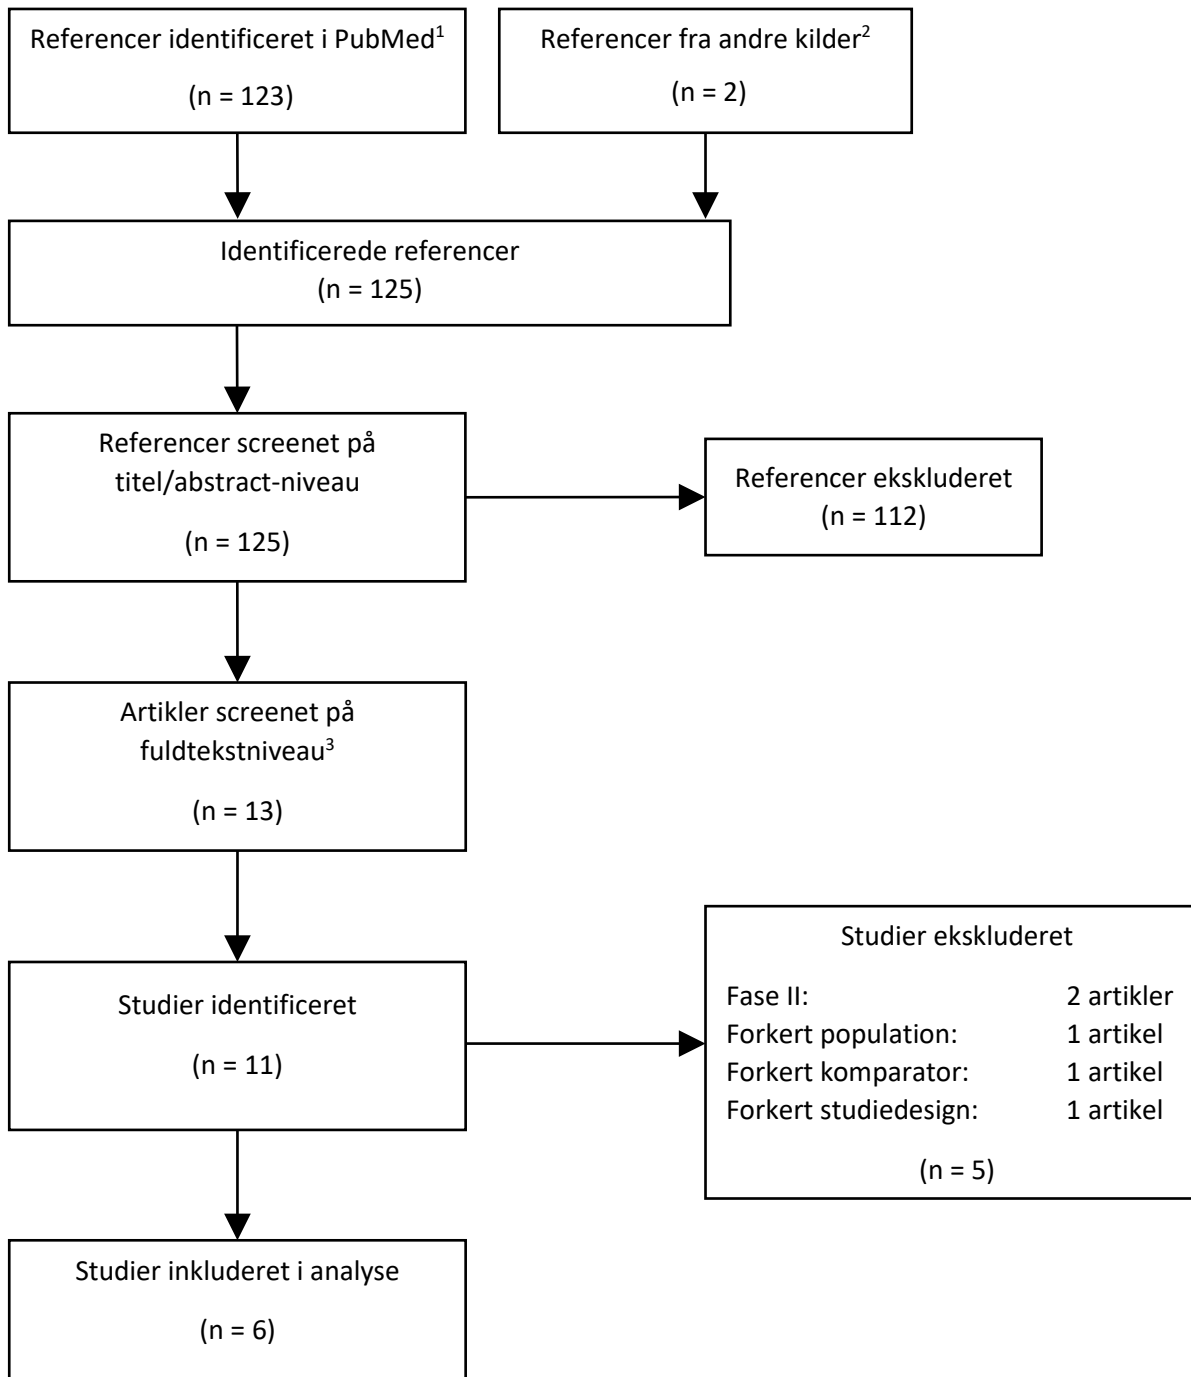 Referencer identificeret i PubMed¹
(n = 123)
Referencer fra andre kilder²
(n = 2)
Identificerede referencer
(n = 125)
Referencer screenet på
titel/abstract-niveau
(n = 125)
Referencer ekskluderet
(n = 112)
Artikler screenet på
fuldtekstniveau³
(n = 13)
Studier identificeret
(n = 11)
Studier ekskluderet
Fase II: 2 artikler
Forkert population: 1 artikel
Forkert komparator: 1 artikel
Forkert studiedesign: 1 artikel
(n = 5)
Studier inkluderet i analyse
(n = 6)